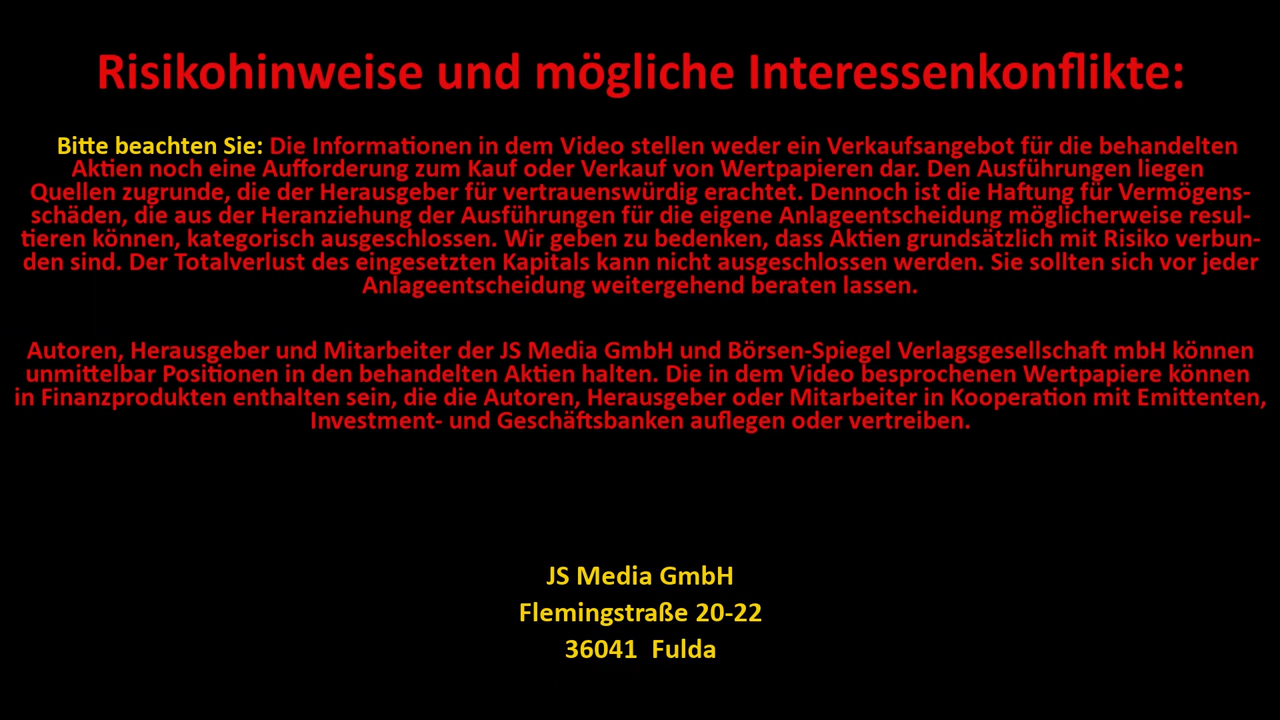 Risikohinweise und mögliche Interessenkonflikte:
Bitte beachten Sie: Die Informationen in dem Video stellen weder ein Verkaufsangebot für die behandelten
Aktien noch eine Aufforderung zum Kauf oder Verkauf von Wertpapieren dar. Den Ausführungen liegen
Quellen zugrunde, die der Herausgeber für vertrauenswürdig erachtet. Dennoch ist die Haftung für Vermögens-
schäden, die aus der Heranziehung der Ausführungen für die eigene Anlageentscheidung möglicherweise resul-
tieren können, kategorisch ausgeschlossen. Wir geben zu bedenken, dass Aktien grundsätzlich mit Risiko verbun-
den sind. Der Totalverlust des eingesetzten Kapitals kann nicht ausgeschlossen werden. Sie sollten sich vor jeder
Anlageentscheidung weitergehend beraten lassen.
Autoren, Herausgeber und Mitarbeiter der JS Media GmbH und Börsen-Spiegel Verlagsgesellschaft mbH können
unmittelbar Positionen in den behandelten Aktien halten. Die in dem Video besprochenen Wertpapiere können
in Finanzprodukten enthalten sein, die die Autoren, Herausgeber oder Mitarbeiter in Kooperation mit Emittenten,
Investment- und Geschäftsbanken auflegen oder vertreiben.
JS Media GmbH
Flemingstraße 20-22
36041  Fulda